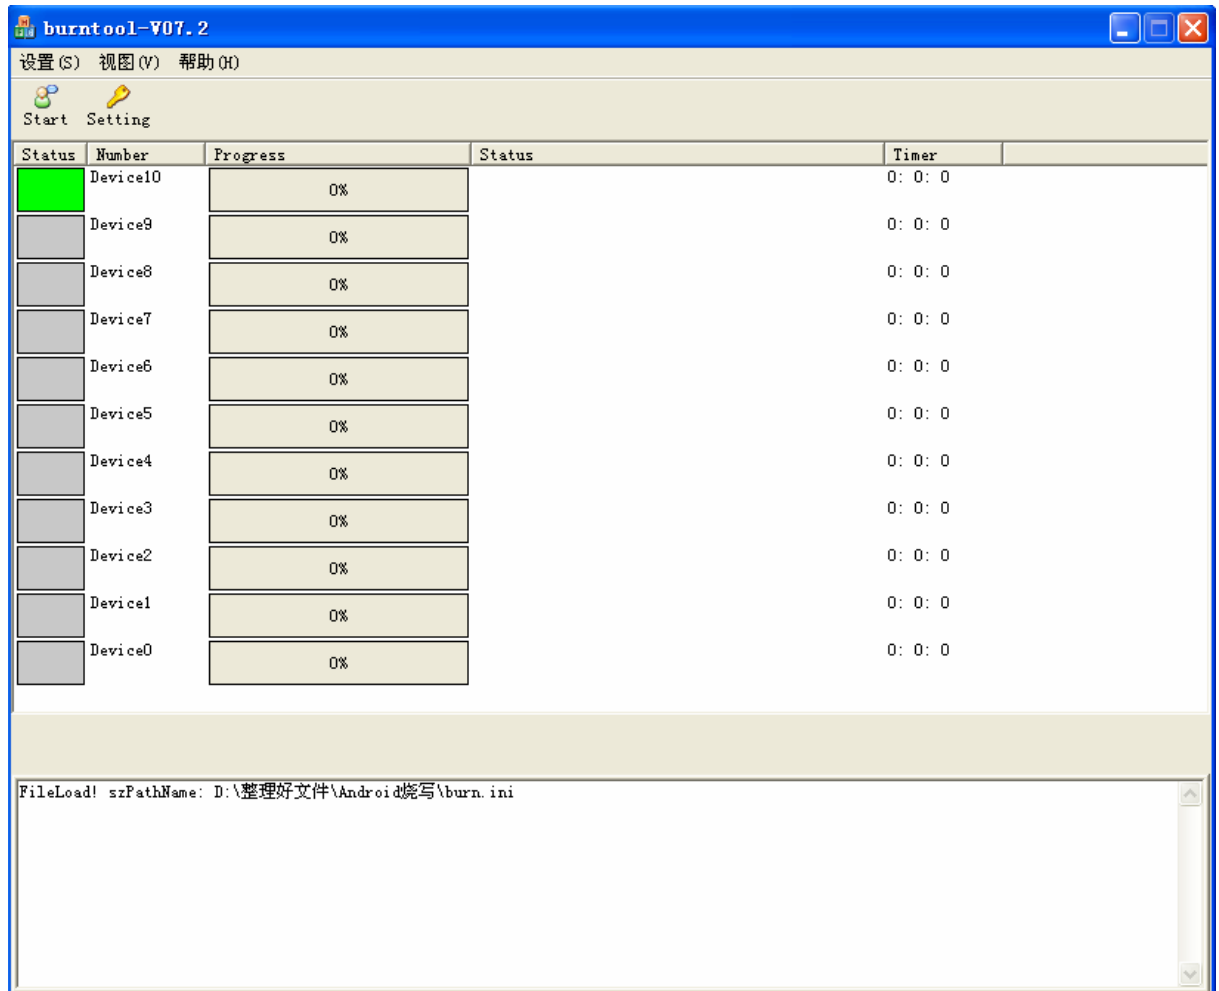 burntool-V07.2
设置(S) 视图(V) 帮助(H)
Start Setting
Status Number Progress Status Timer
Device10 0% 0: 0: 0
Device9 0% 0: 0: 0
Device8 0% 0: 0: 0
Device7 0% 0: 0: 0
Device6 0% 0: 0: 0
Device5 0% 0: 0: 0
Device4 0% 0: 0: 0
Device3 0% 0: 0: 0
Device2 0% 0: 0: 0
Device1 0% 0: 0: 0
Device0 0% 0: 0: 0
FileLoad! szPathName: D:\整理好文件\Android烧写\burn.ini